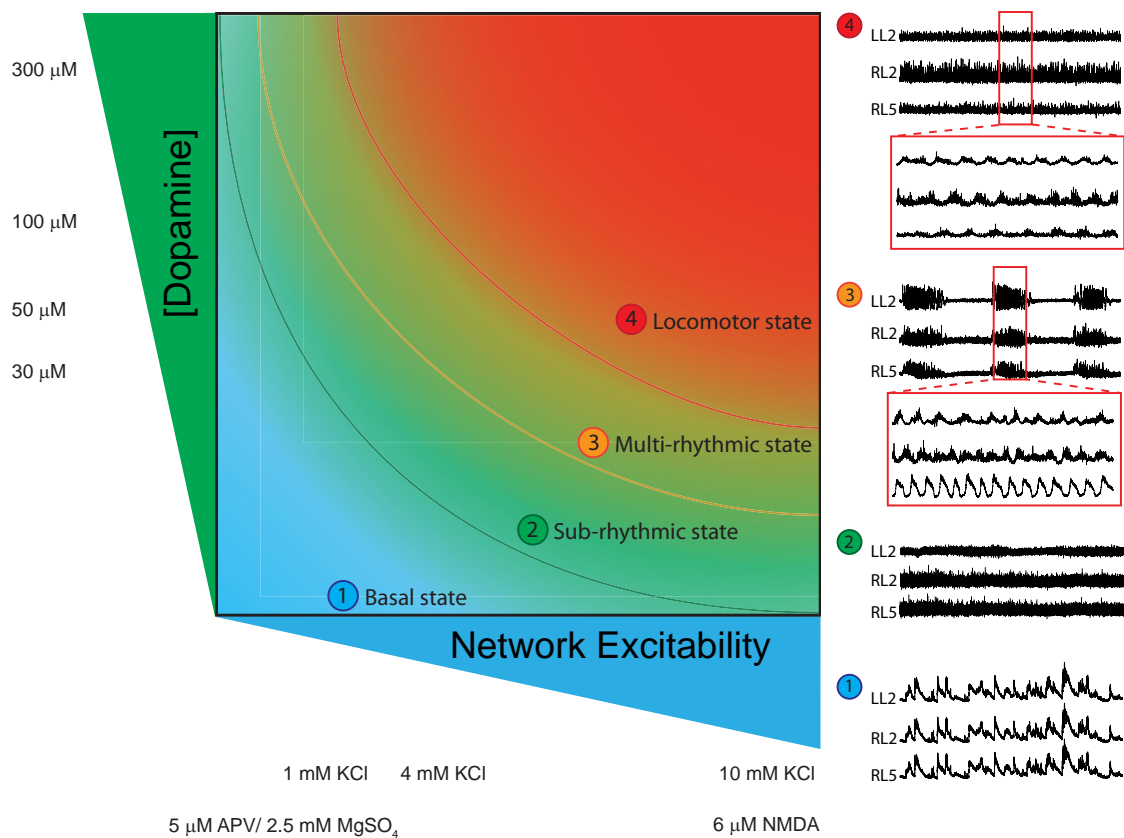 300 μM
100 μM
50 μM
30 μM
[Dopamine]
4 Locomotor state
3 Multi-rhythmic state
2 Sub-rhythmic state
1 Basal state
Network Excitability
1 mM KCl 4 mM KCl 10 mM KCl
5 μM APV/ 2.5 mM MgSO₄ 6 μM NMDA
4
LL2
RL2
RL5
3
LL2
RL2
RL5
2
LL2
RL2
RL5
1
LL2
RL2
RL5